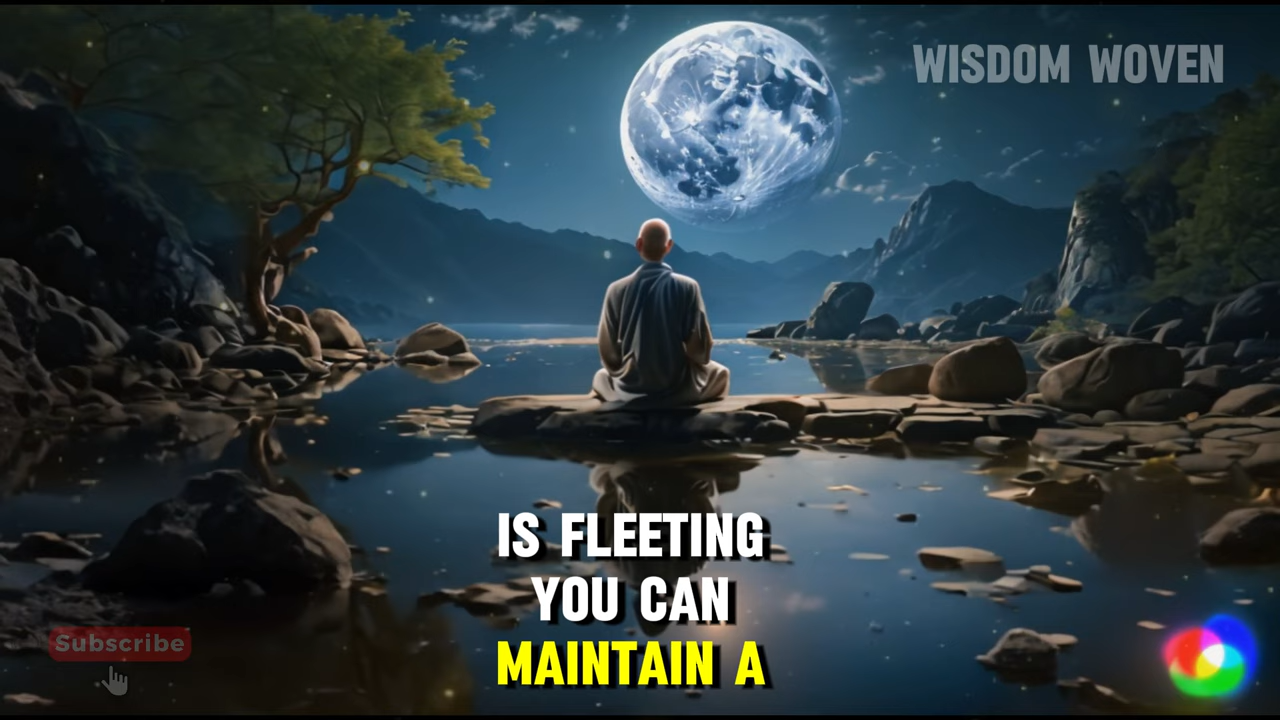 WISDOM WOVEN
IS FLEETING
YOU CAN
MAINTAIN A
Subscribe